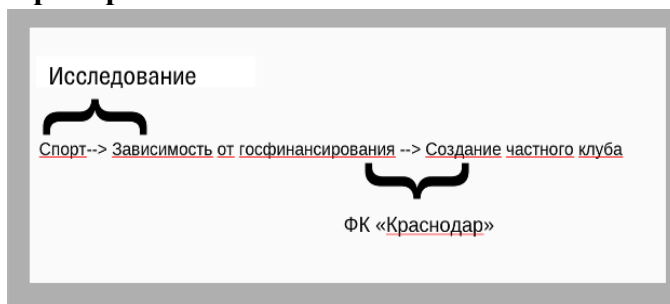 Исследование
Спорт--> Зависимость от госфинансирования --> Создание частного клуба
ФК «Краснодар»